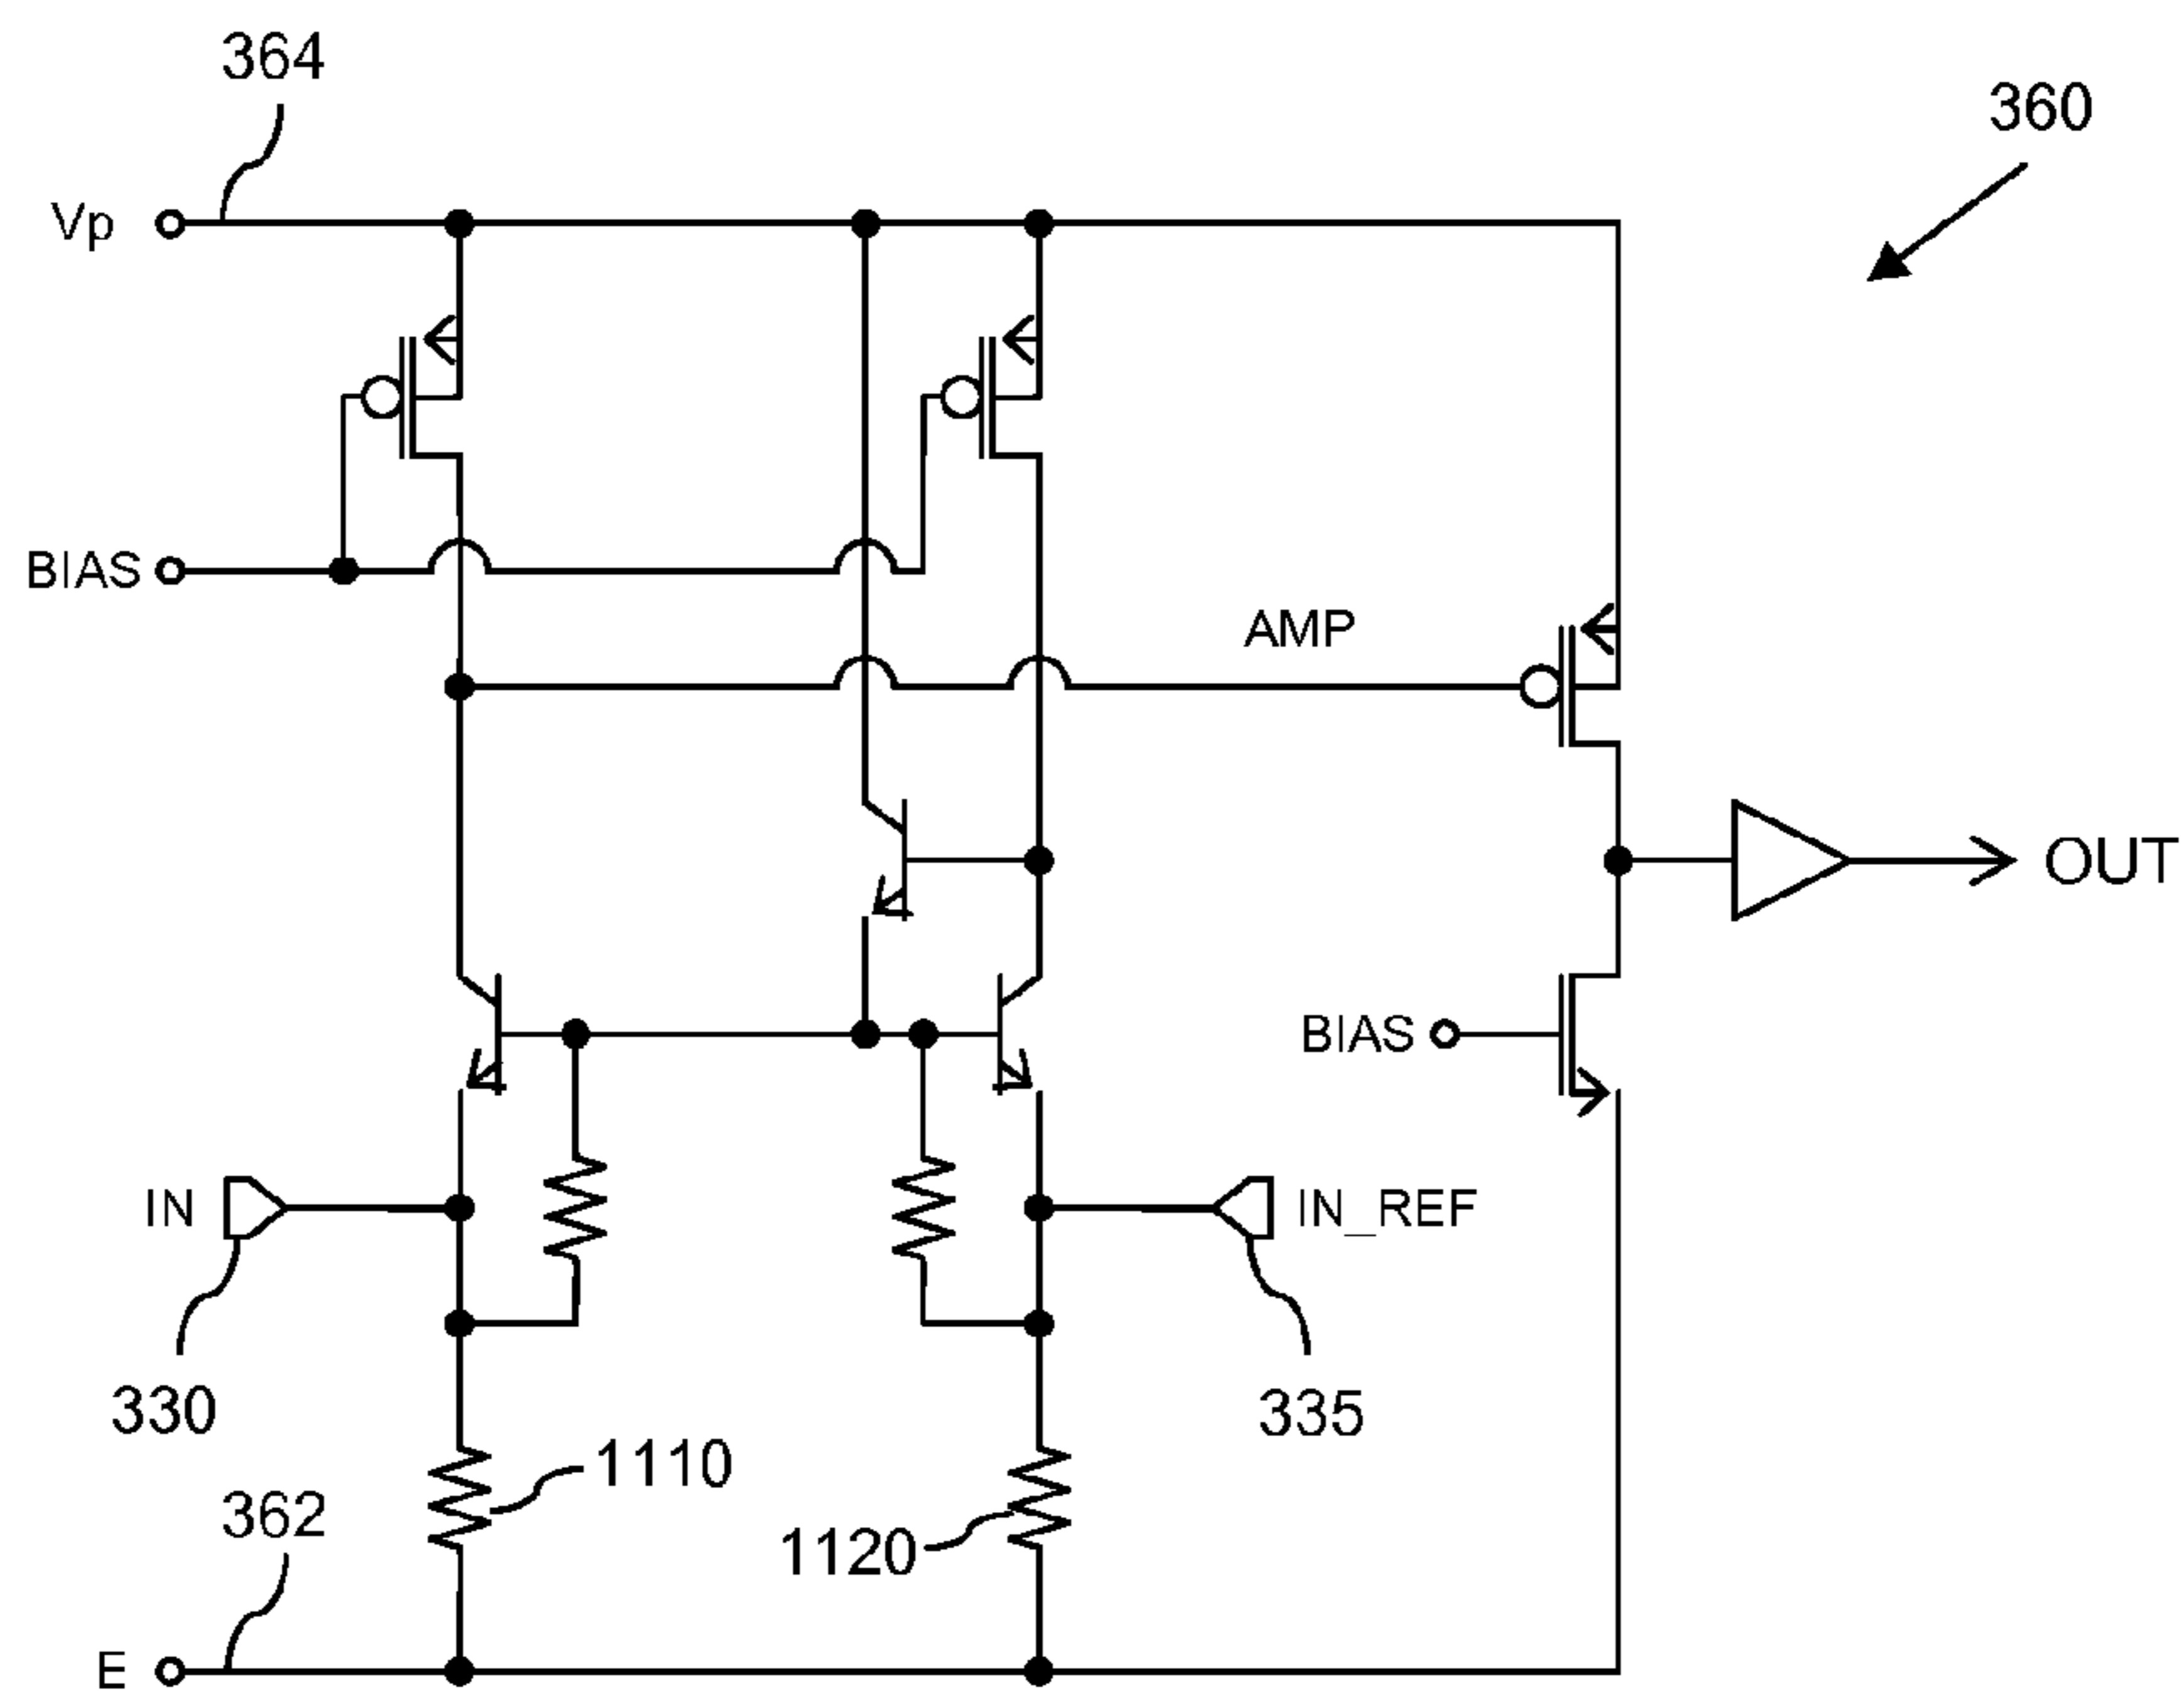 364
360
Vp
BIAS
AMP
OUT
BIAS
IN
IN_REF
330
335
1110
362
1120
E